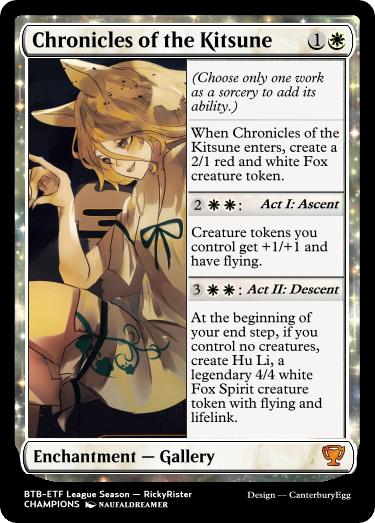 Chronicles of the Kitsune 1
(Choose only one work
as a sorcery to add its
ability.)
When Chronicles of the
Kitsune enters, create a
2/1 red and white Fox
creature token.
2 : Act I: Ascent
Creature tokens you
control get +1/+1 and
have flying.
3 : Act II: Descent
At the beginning of
your end step, if you
control no creatures,
create Hu Li, a
legendary 4/4 white
Fox Spirit creature
token with flying and
lifelink.
Enchantment — Gallery
BTB-ETF League Season — RickyRister
Design — CanterburyEgg
CHAMPIONS NAUFALDREAMER